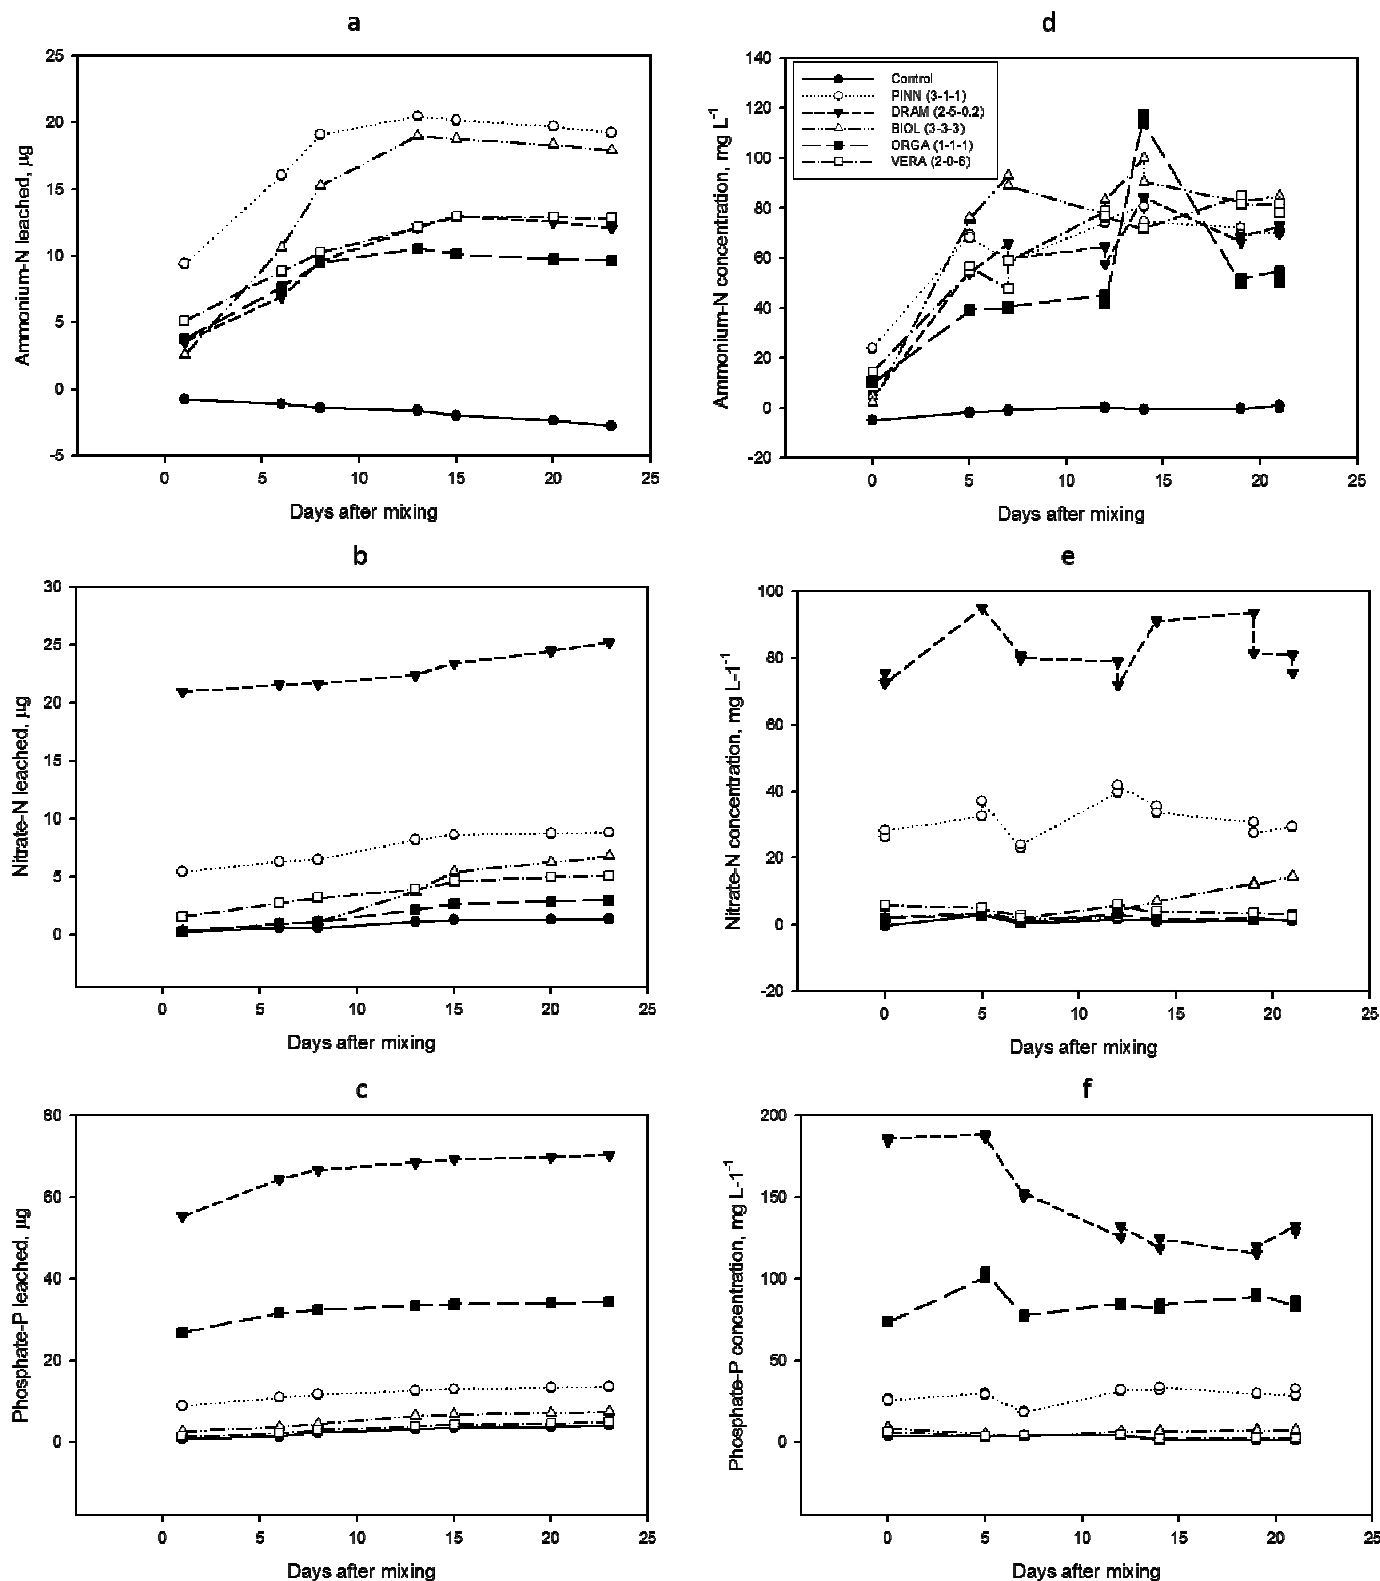 a
Ammonium-N leached, µg
25
20
15
10
5
0
-5
0 5 10 15 20 25
Days after mixing
d
Ammonium-N concentration, mg L-1
140
120
100
80
60
40
20
0
-20
Control
PINN (3-1-1)
DRAM (2-5-0.2)
BIOL (3-3-3)
ORGA (1-1-1)
VERA (2-0-6)
0 5 10 15 20 25
Days after mixing
b
Nitrate-N leached, µg
30
25
20
15
10
5
0
0 5 10 15 20 25
Days after mixing
e
Nitrate-N concentration, mg L-1-1
100
80
60
40
20
0
-20
0 5 10 15 20 25
Days after mixing
c
Phosphate-P leached, µg
80
60
40
20
0
0 5 10 15 20 25
Days after mixing
f
Phosphate-P concentration, mg L-1-1
200
150
100
50
0
0 5 10 15 20 25
Days after mixing